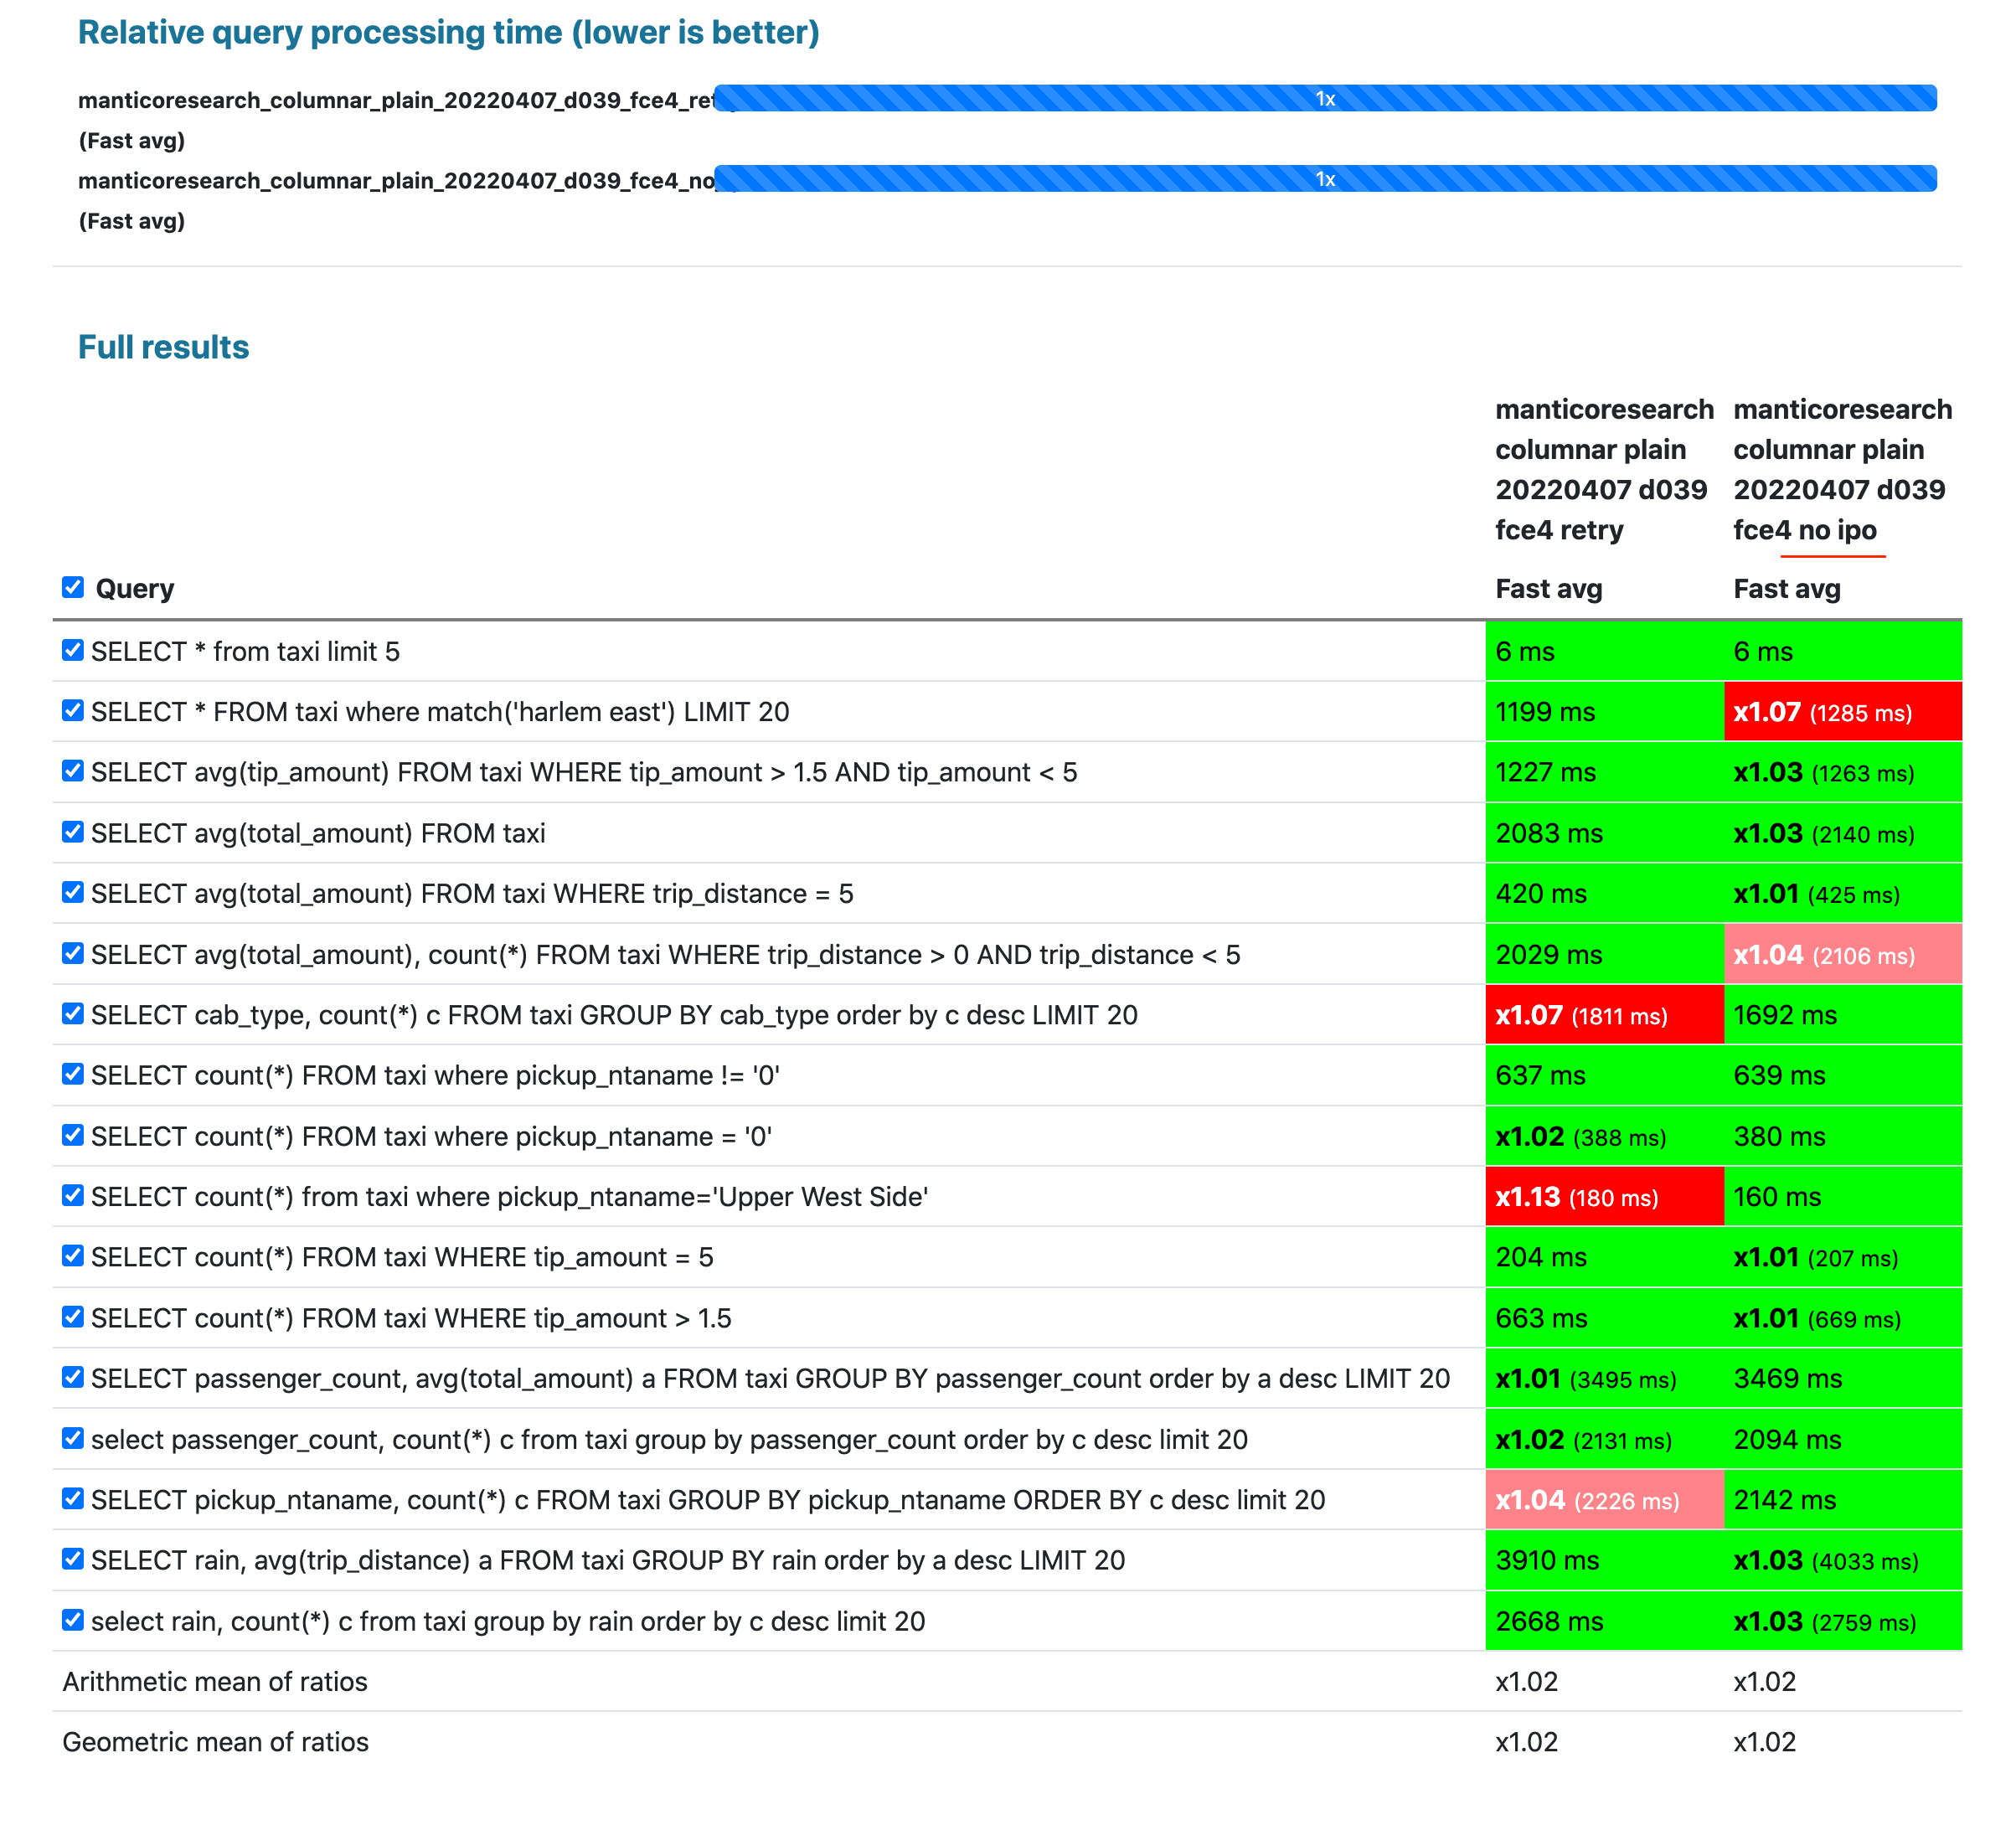 Relative query processing time (lower is better)
manticoresearch_columnar_plain_20220407_d039_fce4_ret
1x
(Fast avg)
manticoresearch_columnar_plain_20220407_d039_fce4_no
1x
(Fast avg)
Full results
manticoresearch columnar plain 20220407 d039 fce4 retry
manticoresearch columnar plain 20220407 d039 fce4 no ipo
Query Fast avg Fast avg
SELECT * from taxi limit 5 6 ms 6 ms
SELECT * FROM taxi where match('harlem east') LIMIT 20 1199 ms x1.07 (1285 ms)
SELECT avg(tip_amount) FROM taxi WHERE tip_amount > 1.5 AND tip_amount < 5 1227 ms x1.03 (1263 ms)
SELECT avg(total_amount) FROM taxi 2083 ms x1.03 (2140 ms)
SELECT avg(total_amount) FROM taxi WHERE trip_distance = 5 420 ms x1.01 (425 ms)
SELECT avg(total_amount), count(*) FROM taxi WHERE trip_distance > 0 AND trip_distance < 5 2029 ms x1.04 (2106 ms)
SELECT cab_type, count(*) c FROM taxi GROUP BY cab_type order by c desc LIMIT 20 x1.07 (1811 ms) 1692 ms
SELECT count(*) FROM taxi where pickup_ntaname != '0' 637 ms 639 ms
SELECT count(*) FROM taxi where pickup_ntaname = '0' x1.02 (388 ms) 380 ms
SELECT count(*) from taxi where pickup_ntaname='Upper West Side' x1.13 (180 ms) 160 ms
SELECT count(*) FROM taxi WHERE tip_amount = 5 204 ms x1.01 (207 ms)
SELECT count(*) FROM taxi WHERE tip_amount > 1.5 663 ms x1.01 (669 ms)
SELECT passenger_count, avg(total_amount) a FROM taxi GROUP BY passenger_count order by a desc LIMIT 20 x1.01 (3495 ms) 3469 ms
select passenger_count, count(*) c from taxi group by passenger_count order by c desc limit 20 x1.02 (2131 ms) 2094 ms
SELECT pickup_ntaname, count(*) c FROM taxi GROUP BY pickup_ntaname ORDER BY c desc limit 20 x1.04 (2226 ms) 2142 ms
SELECT rain, avg(trip_distance) a FROM taxi GROUP BY rain order by a desc LIMIT 20 3910 ms x1.03 (4033 ms)
select rain, count(*) c from taxi group by rain order by c desc limit 20 2668 ms x1.03 (2759 ms)
Arithmetic mean of ratios x1.02 x1.02
Geometric mean of ratios x1.02 x1.02